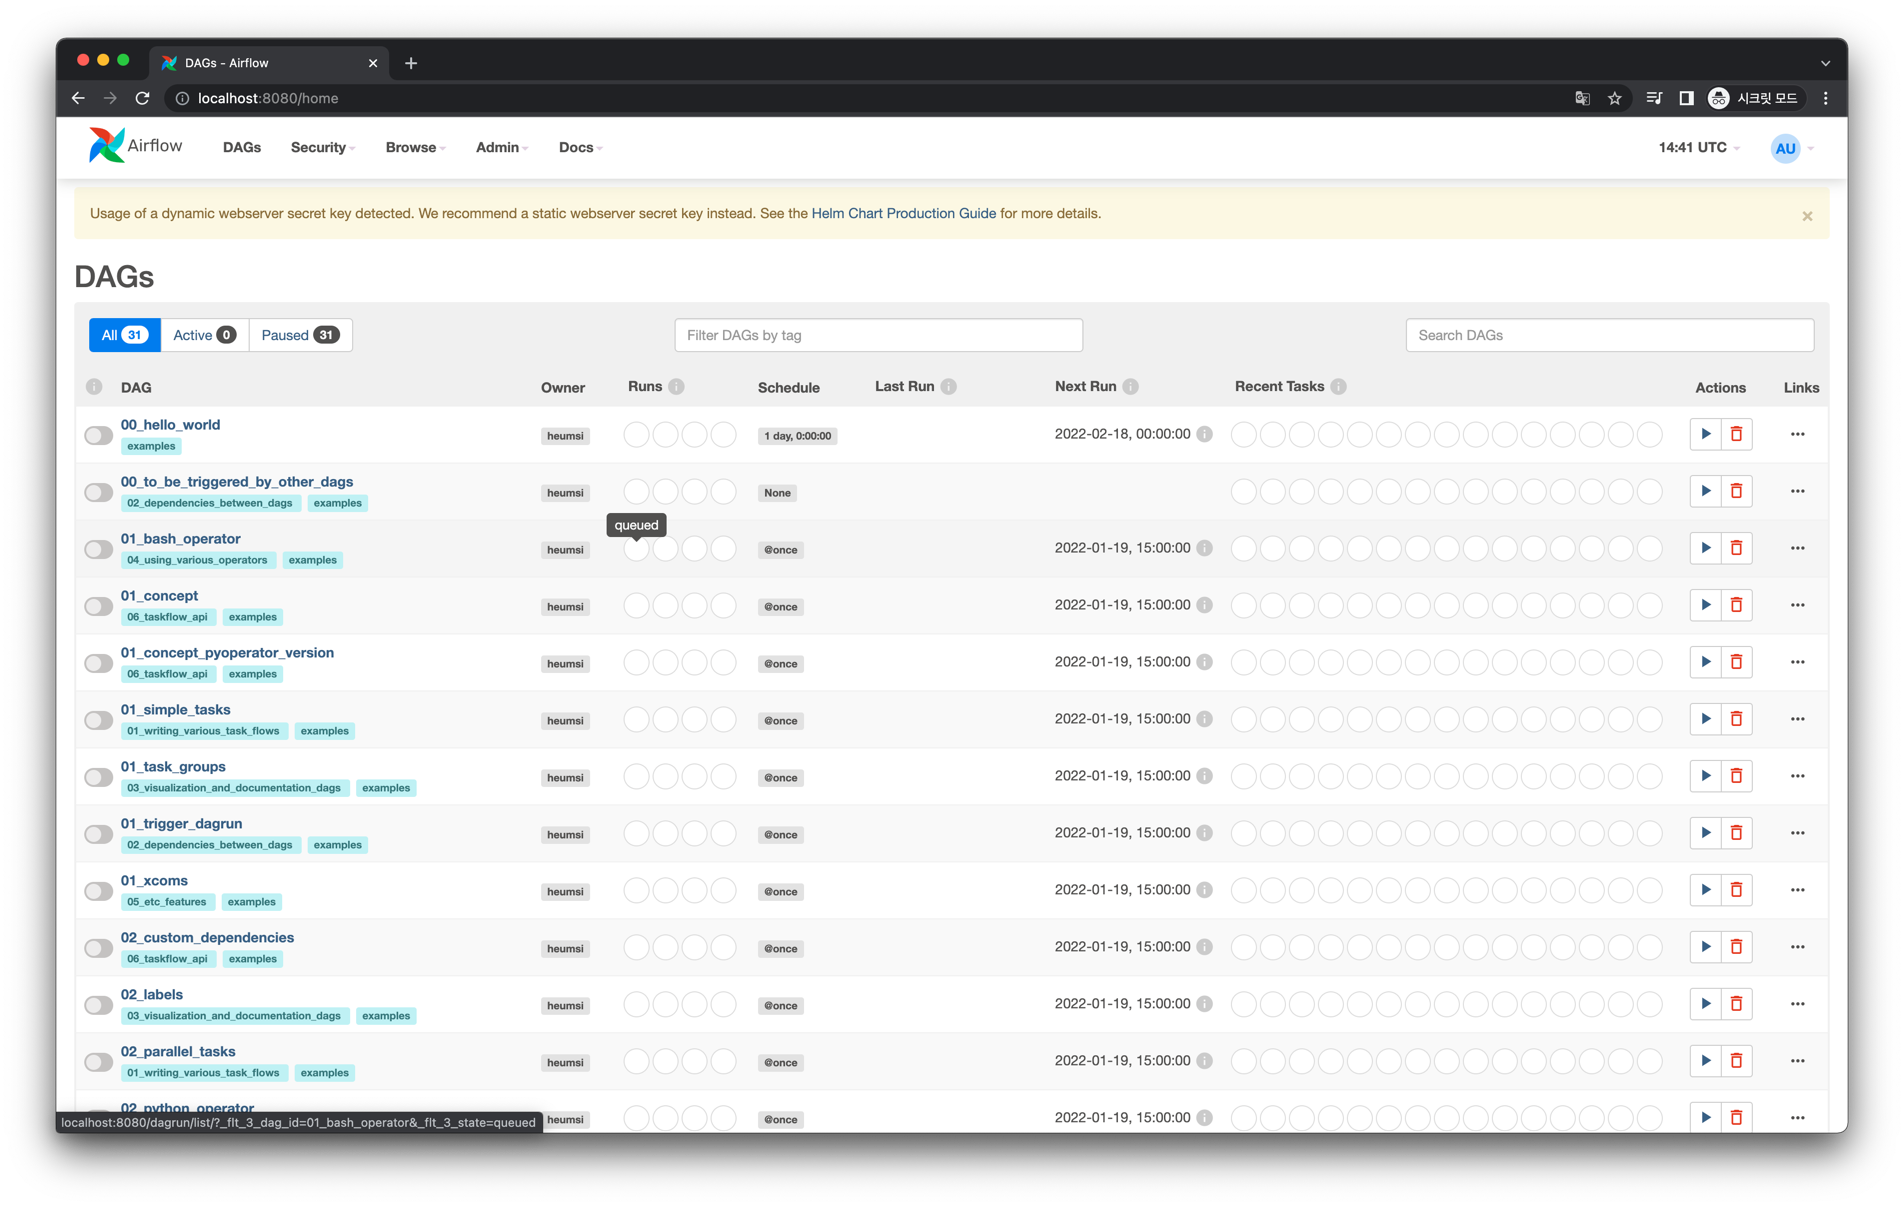 DAGs - Airflow
localhost:8080/home
시크릿 모드
Airflow DAGs Security Browse Admin Docs 14:41 UTC AU
Usage of a dynamic webserver secret key detected. We recommend a static webserver secret key instead. See the Helm Chart Production Guide for more details.
DAGs
All 31 Active 0 Paused 31 Filter DAGs by tag Search DAGs
DAG Owner Runs Schedule Last Run Next Run Recent Tasks Actions Links
00_hello_world
examples
heumsi 1 day, 0:00:00 2022-02-18, 00:00:00
00_to_be_triggered_by_other_dags
02_dependencies_between_dags examples
heumsi None
queued
01_bash_operator
04_using_various_operators examples
heumsi @once 2022-01-19, 15:00:00
01_concept
06_taskflow_api examples
heumsi @once 2022-01-19, 15:00:00
01_concept_pyoperator_version
06_taskflow_api examples
heumsi @once 2022-01-19, 15:00:00
01_simple_tasks
01_writing_various_task_flows examples
heumsi @once 2022-01-19, 15:00:00
01_task_groups
03_visualization_and_documentation_dags examples
heumsi @once 2022-01-19, 15:00:00
01_trigger_dagrun
02_dependencies_between_dags examples
heumsi @once 2022-01-19, 15:00:00
01_xcoms
05_etc_features examples
heumsi @once 2022-01-19, 15:00:00
02_custom_dependencies
06_taskflow_api examples
heumsi @once 2022-01-19, 15:00:00
02_labels
03_visualization_and_documentation_dags examples
heumsi @once 2022-01-19, 15:00:00
02_parallel_tasks
01_writing_various_task_flows examples
heumsi @once 2022-01-19, 15:00:00
02_python_operator
heumsi @once 2022-01-19, 15:00:00
localhost:8080/dagrun/list/?_flt_3_dag_id=01_bash_operator&_flt_3_state=queued